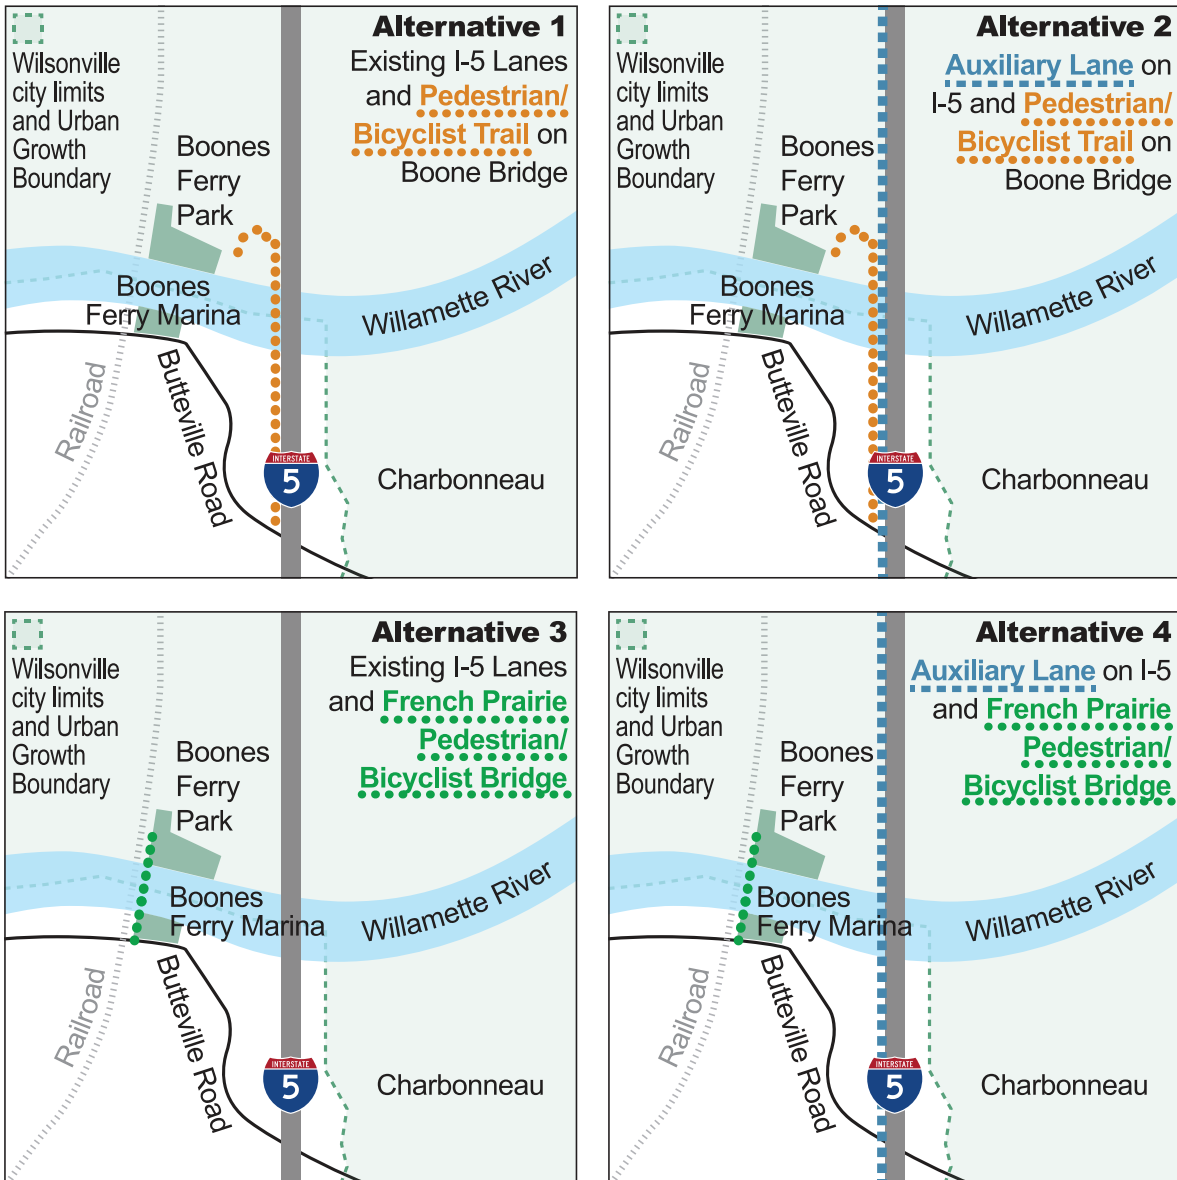 Alternative 1
Existing I-5 Lanes
and Pedestrian/
Bicyclist Trail on
Boone Bridge
Wilsonville
city limits
and Urban
Growth
Boundary
Boones
Ferry
Park
Boones
Ferry Marina
Willamette River
Railroad
Butteville Road
INTERSTATE
5
Charbonneau
Alternative 2
Auxiliary Lane on
I-5 and Pedestrian/
Bicyclist Trail on
Boone Bridge
Wilsonville
city limits
and Urban
Growth
Boundary
Boones
Ferry
Park
Boones
Ferry Marina
Willamette River
Railroad
Butteville Road
INTERSTATE
5
Charbonneau
Alternative 3
Existing I-5 Lanes
and French Prairie
Pedestrian/
Bicyclist Bridge
Wilsonville
city limits
and Urban
Growth
Boundary
Boones
Ferry
Park
Boones
Ferry Marina
Willamette River
Railroad
Butteville Road
INTERSTATE
5
Charbonneau
Alternative 4
Auxiliary Lane on I-5
and French Prairie
Pedestrian/
Bicyclist Bridge
Wilsonville
city limits
and Urban
Growth
Boundary
Boones
Ferry
Park
Boones
Ferry Marina
Willamette River
Railroad
Butteville Road
INTERSTATE
5
Charbonneau